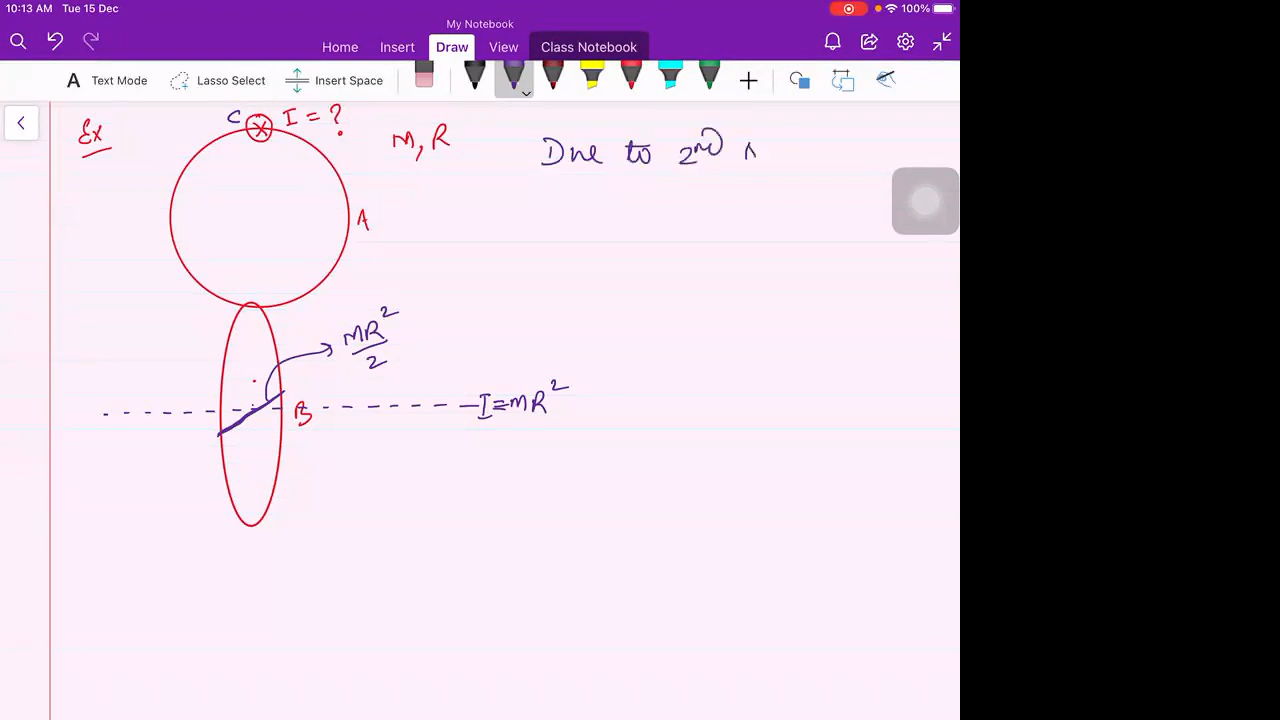 10:13 AM Tue 15 Dec
100%
My Notebook
Home Insert Draw View Class Notebook
A Text Mode Lasso Select Insert Space
Ex
C I = ?
M, R
Due to 2nd
A
MR²/2
B
I = MR²